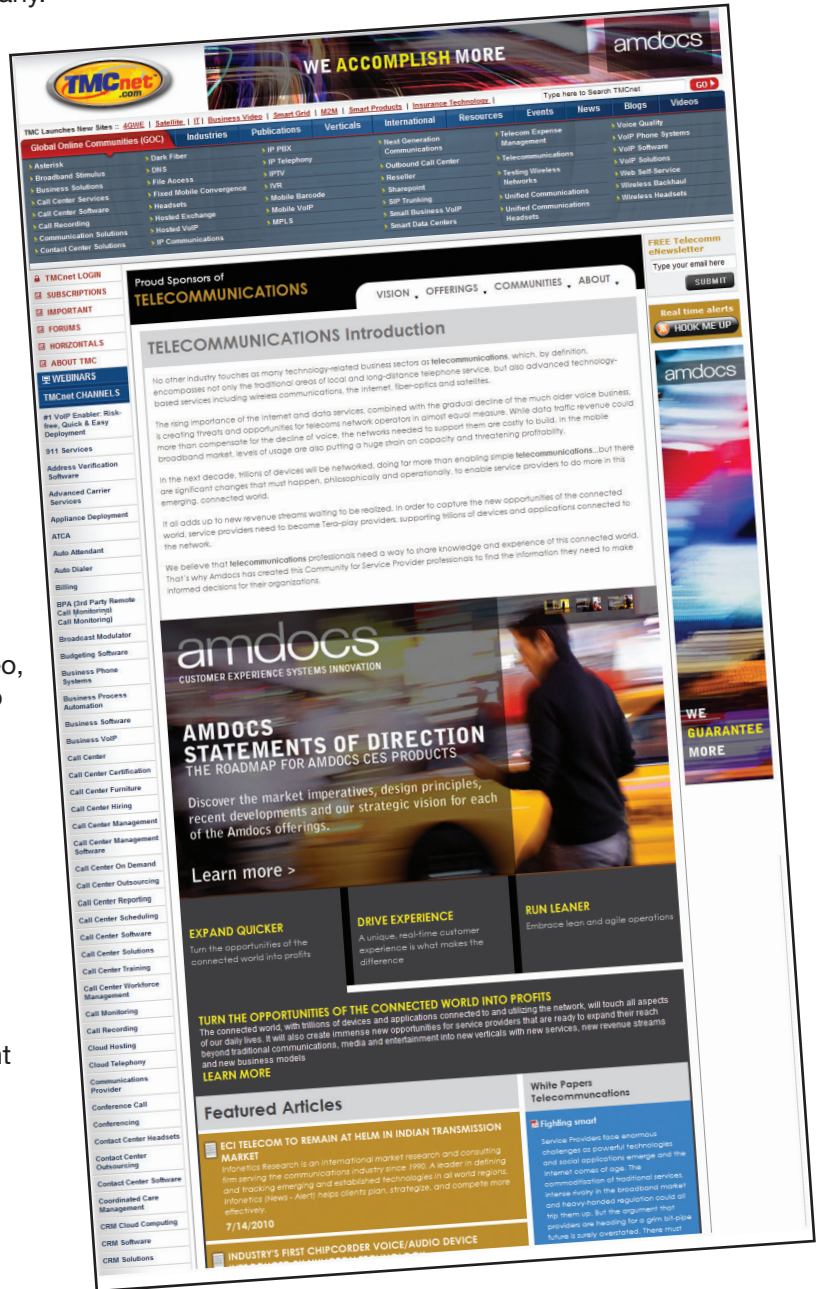 any.
eo,
o
nt
TMCnet
.com
WE ACCOMPLISH MORE
amdocs
TMC Launches New Sites :: 4GWE | Satellite | IT | Business Video | Smart Grid | M2M | Smart Products | Insurance Technology |
Type here to Search TMCnet
GO
Global Online Communities (GOC)
Industries
Publications
Verticals
International
Resources
Events
News
Blogs
Videos
Asterisk
Broadband Stimulus
Business Solutions
Call Center Services
Call Center Software
Call Recording
Communication Solutions
Contact Center Solutions
Dark Fiber
DNS
File Access
Fixed Mobile Convergence
Headsets
Hosted Exchange
Hosted VoIP
IP Communications
IP PBX
IP Telephony
IPTV
IVR
Mobile Barcode
Mobile VoIP
MPLS
Next Generation
Communications
Outbound Call Center
Reseller
Sharepoint
SIP Trunking
Small Business VoIP
Smart Data Centers
Telecom Expense
Management
Telecommunications
Testing Wireless
Networks
Unified Communications
Unified Communications
Headsets
Voice Quality
VoIP Phone Systems
VoIP Software
VoIP Solutions
Web Self-Service
Wireless Backhaul
Wireless Headsets
TMCnet LOGIN
SUBSCRIPTIONS
IMPORTANT
FORUMS
HORIZONTALS
ABOUT TMC
WEBINARS
TMCnet CHANNELS
#1 VoIP Enabler: Risk-
free, Quick & Easy
Deployment
911 Services
Address Verification
Software
Advanced Carrier
Services
Appliance Deployment
ATCA
Auto Attendant
Auto Dialer
Billing
BPA (3rd Party Remote
Call Monitoring)
Call Monitoring)
Broadcast Modulator
Budgeting Software
Business Phone
Systems
Business Process
Automation
Business Software
Business VoIP
Call Center
Call Center Certification
Call Center Furniture
Call Center Hiring
Call Center Management
Call Center Management
Software
Call Center On Demand
Call Center Outsourcing
Call Center Reporting
Call Center Scheduling
Call Center Software
Call Center Solutions
Call Center Training
Call Center Workforce
Management
Call Monitoring
Call Recording
Cloud Hosting
Cloud Telephony
Communications
Provider
Conference Call
Conferencing
Contact Center Headsets
Contact Center
Outsourcing
Contact Center Software
Coordinated Care
Management
CRM Cloud Computing
CRM Software
CRM Solutions
Proud Sponsors of
TELECOMMUNICATIONS
VISION
OFFERINGS
COMMUNITIES
ABOUT
TELECOMMUNICATIONS Introduction
No other industry touches as many technology-related business sectors as telecommunications, which, by definition,
encompasses not only the traditional areas of local and long-distance telephone service, but also advanced technology-
based services including wireless communications, the Internet, fiber-optics and satellites.
The rising importance of the internet and data services, combined with the gradual decline of the much older voice business,
is creating threats and opportunities for telecoms network operators in almost equal measure. While data traffic revenue could
more than compensate for the decline of voice, the networks needed to support them are costly to build. In the mobile
broadband market, levels of usage are also putting a huge strain on capacity and threatening profitability.
In the next decade, trillions of devices will be networked, doing far more than enabling simple telecommunications...but there
are significant changes that must happen, philosophically and operationally, to enable service providers to do more in this
emerging, connected world.
It all adds up to new revenue streams waiting to be realized. In order to capture the new opportunities of the connected
world, service providers need to become Tera-play providers, supporting trillions of devices and applications connected to
the network.
We believe that telecommunications professionals need a way to share knowledge and experience of this connected world.
That's why Amdocs has created this Community for Service Provider professionals to find the information they need to make
informed decisions for their organizations.
amdocs
CUSTOMER EXPERIENCE SYSTEMS INNOVATION
AMDOCS
STATEMENTS OF DIRECTION
THE ROADMAP FOR AMDOCS CES PRODUCTS
Discover the market imperatives, design principles,
recent developments and our strategic vision for each
of the Amdocs offerings.
Learn more >
EXPAND QUICKER
Turn the opportunities of the
connected world into profits
DRIVE EXPERIENCE
A unique, real-time customer
experience is what makes the
difference
RUN LEANER
Embrace lean and agile operations
TURN THE OPPORTUNITIES OF THE CONNECTED WORLD INTO PROFITS
The connected world, with trillions of devices and applications connected to and utilizing the network, will touch all aspects
of our daily lives. It will also create immense new opportunities for service providers that are ready to expand their reach
beyond traditional communications, media and entertainment into new verticals with new services, new revenue streams
and new business models
LEARN MORE
Featured Articles
ECI TELECOM TO REMAIN AT HELM IN INDIAN TRANSMISSION
MARKET
Infonetics Research is an international market research and consulting
firm serving the communications industry since 1990. A leader in defining
and tracking emerging and established technologies in all world regions,
Infonetics (News - Alert) helps clients plan, strategize, and compete more
effectively.
7/14/2010
INDUSTRY'S FIRST CHIPCORDER VOICE/AUDIO DEVICE
White Papers
Telecommuncations
Fighting smart
Service Providers face enormous
challenges as powerful technologies
and social applications emerge and the
Internet comes of age. The
commoditisation of traditional services,
intense rivalry in the broadband market
and heavy-handed regulation could all
trip them up. But the argument that
providers are heading for a grim bit-pipe
future is surely overstated. There must
FREE Telecomm
eNewsletter
Type your email here
SUBMIT
Real time alerts
HOOK ME UP
amdocs
WE
GUARANTEE
MORE